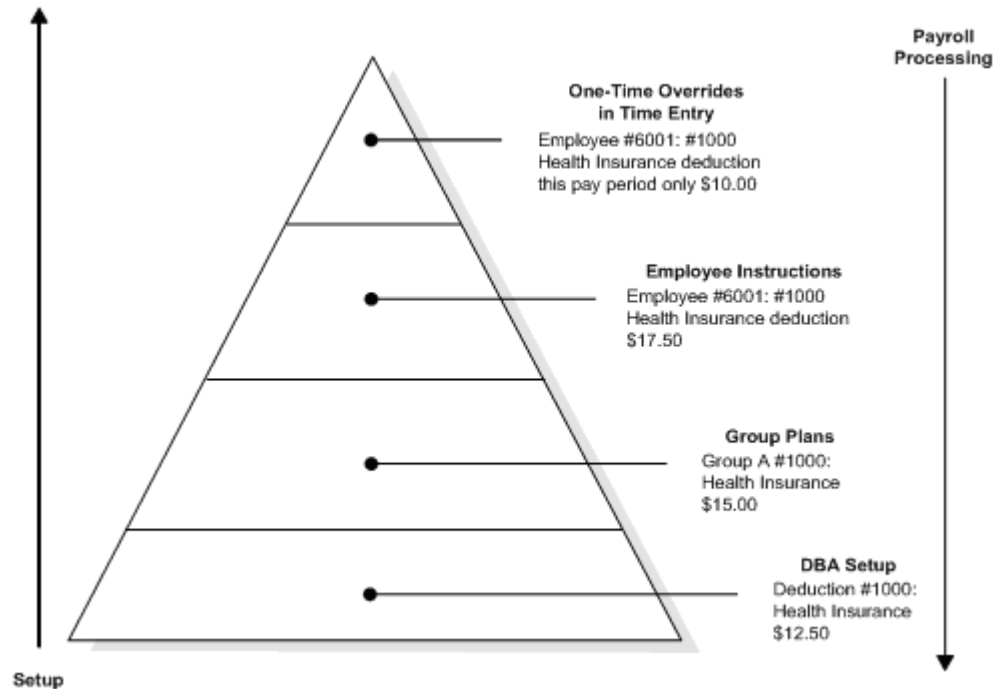 Payroll
Processing
One-Time Overrides
in Time Entry
Employee #6001: #1000
Health Insurance deduction
this pay period only $10.00
Employee Instructions
Employee #6001: #1000
Health Insurance deduction
$17.50
Group Plans
Group A #1000:
Health Insurance
$15.00
DBA Setup
Deduction #1000:
Health Insurance
$12.50
Setup